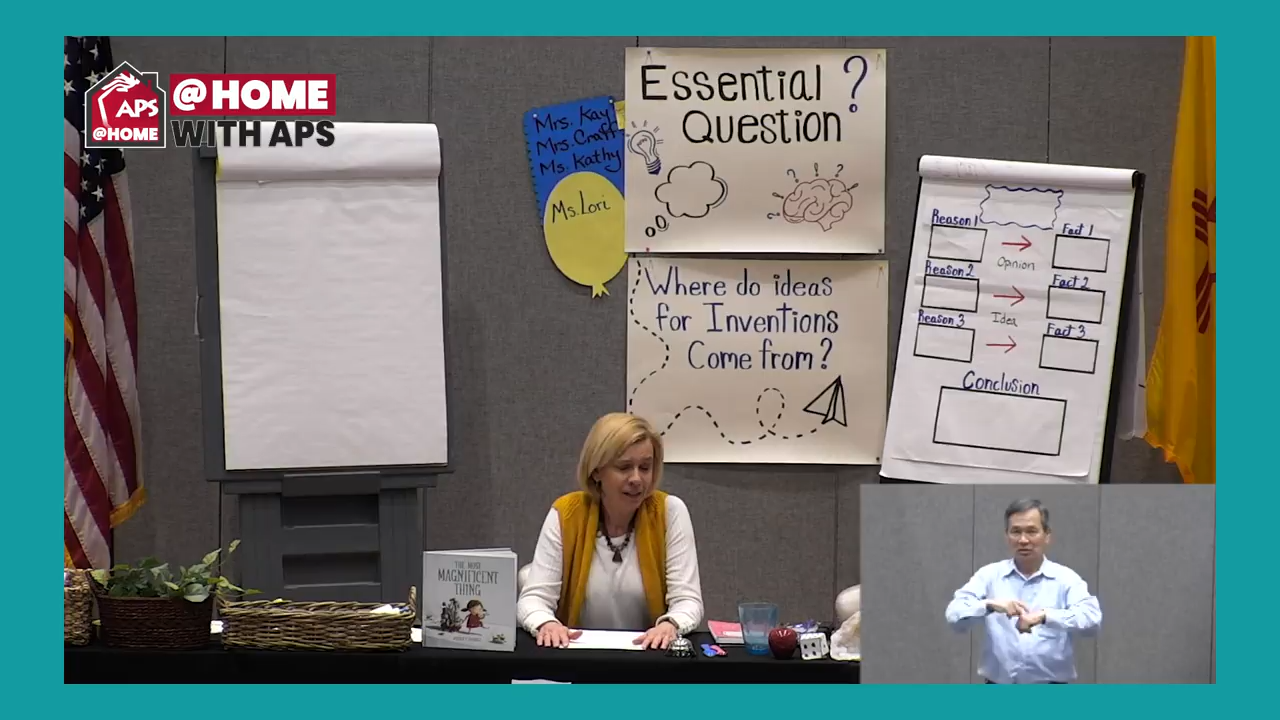 APS
@HOME
@HOME
WITH APS
Mrs. Kay
Mrs. Craff
Ms. Kathy
Ms. Lori
Essential ?
Question
Where do ideas
for Inventions
Come from?
Reason 1
Fact 1
Opinion
Reason 2
Fact 2
Idea
Reason 3
Fact 3
Conclusion
THE MOST
MAGNIFICENT
THING